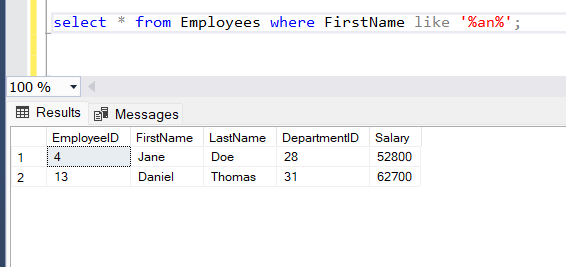 select * from Employees where FirstName like '%an%';
100 %
Results Messages
EmployeeID FirstName LastName DepartmentID Salary
1 4 Jane Doe 28 52800
2 13 Daniel Thomas 31 62700